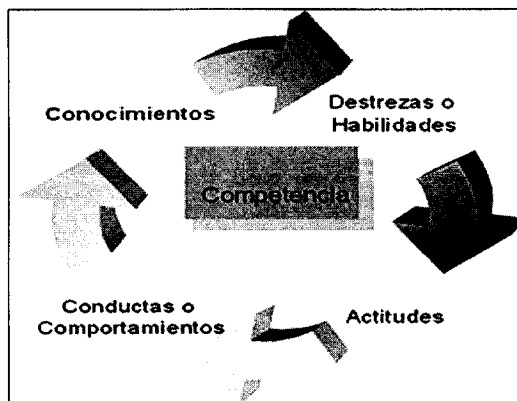 Conocimientos
Destrezas o
Habilidades
Competencia
Conductas o
Comportamientos
Actitudes